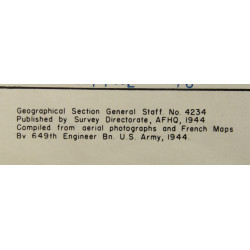 Geographical Section General Staff. No. 4234
Published by Survey Directorate, AFHQ, 1944
Compiled from aerial photographs and French Maps
By 649th Engineer Bn. U.S. Army, 1944.